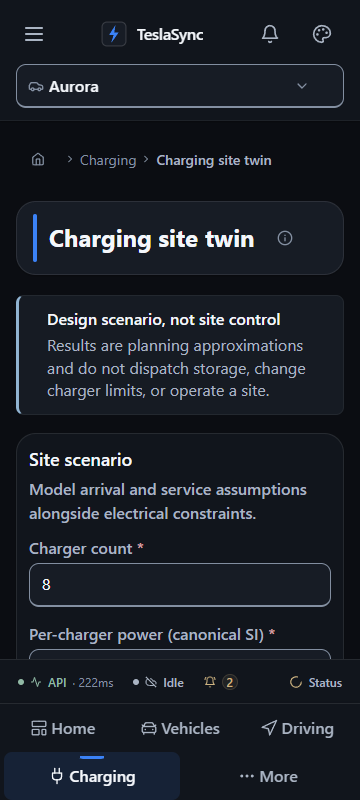 TeslaSync
Aurora
Charging
Charging site twin
Charging site twin
Design scenario, not site control
Results are planning approximations
and do not dispatch storage, change
charger limits, or operate a site.
Site scenario
Model arrival and service assumptions
alongside electrical constraints.
Charger count *
8
Per-charger power (canonical SI) *
API · 222ms
Idle
2
Status
Home
Vehicles
Driving
Charging
More